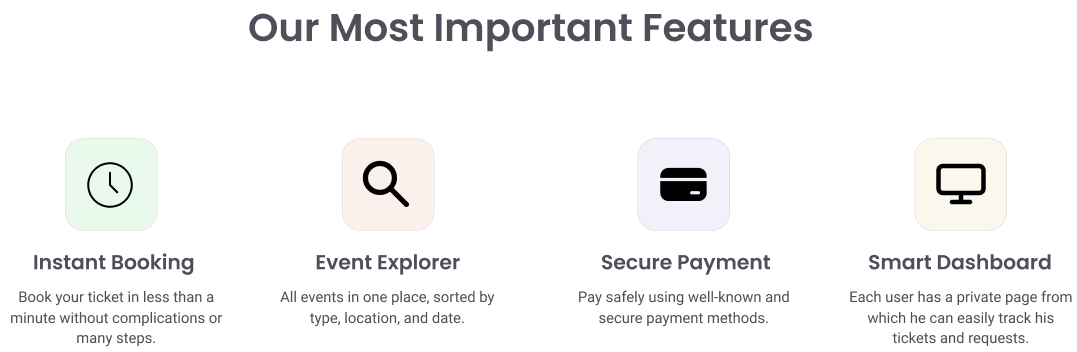 Our Most Important Features
Instant Booking
Book your ticket in less than a
minute without complications or
many steps.
Event Explorer
All events in one place, sorted by
type, location, and date.
Secure Payment
Pay safely using well-known and
secure payment methods.
Smart Dashboard
Each user has a private page from
which he can easily track his
tickets and requests.